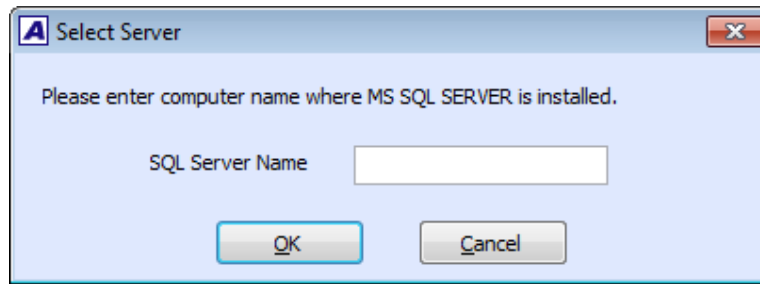 A Select Server
Please enter computer name where MS SQL SERVER is installed.
SQL Server Name
OK Cancel